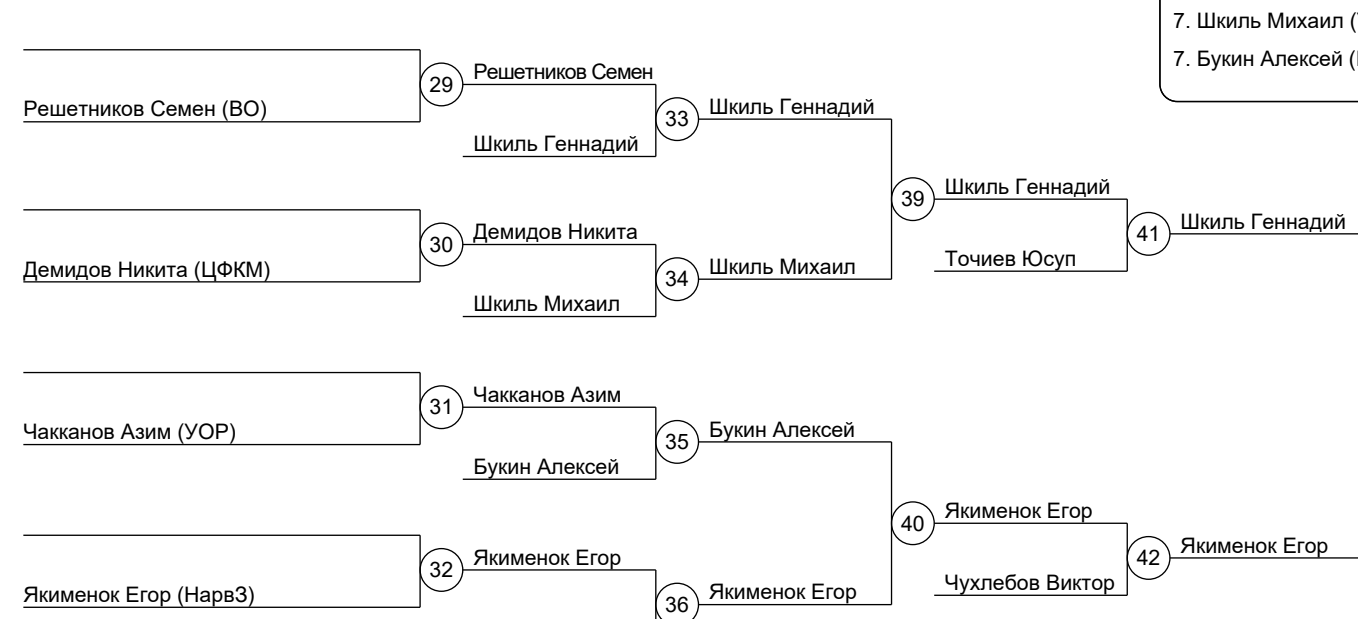 7. Шкиль Михаил (
7. Букин Алексей (
29
Решетников Семен
Решетников Семен (ВО)
33
Шкиль Геннадий
Шкиль Геннадий
39
Шкиль Геннадий
30
Демидов Никита
41
Шкиль Геннадий
Демидов Никита (ЦФКМ)
34
Шкиль Михаил
Точиев Юсуп
Шкиль Михаил
31
Чакканов Азим
Чакканов Азим (УОР)
35
Букин Алексей
Букин Алексей
40
Якименок Егор
32
Якименок Егор
42
Якименок Егор
Якименок Егор (НарвЗ)
36
Якименок Егор
Чухлебов Виктор